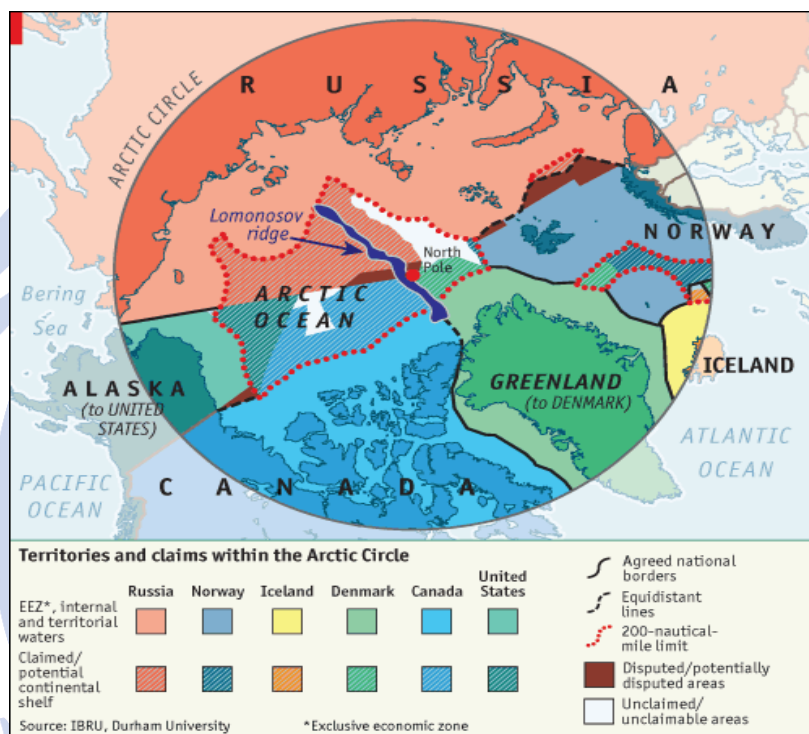 R U S S I A
ARCTIC CIRCLE
Lomonosov
ridge
North
Pole
N O R W A Y
Bering
Sea
ARCTIC
OCEAN
ICELAND
ALASKA
(to UNITED
STATES)
GREENLAND
(to DENMARK)
ATLANTIC
OCEAN
PACIFIC
OCEAN
C A N A D A
Territories and claims within the Arctic Circle
Russia Norway Iceland Denmark Canada United
States
EEZ*, internal
and territorial
waters
Claimed/
potential
continental
shelf
Source: IBRU, Durham University *Exclusive economic zone
Agreed national
borders
Equidistant
lines
200-nautical-
mile limit
Disputed/potentially
disputed areas
Unclaimed/
unclaimable areas